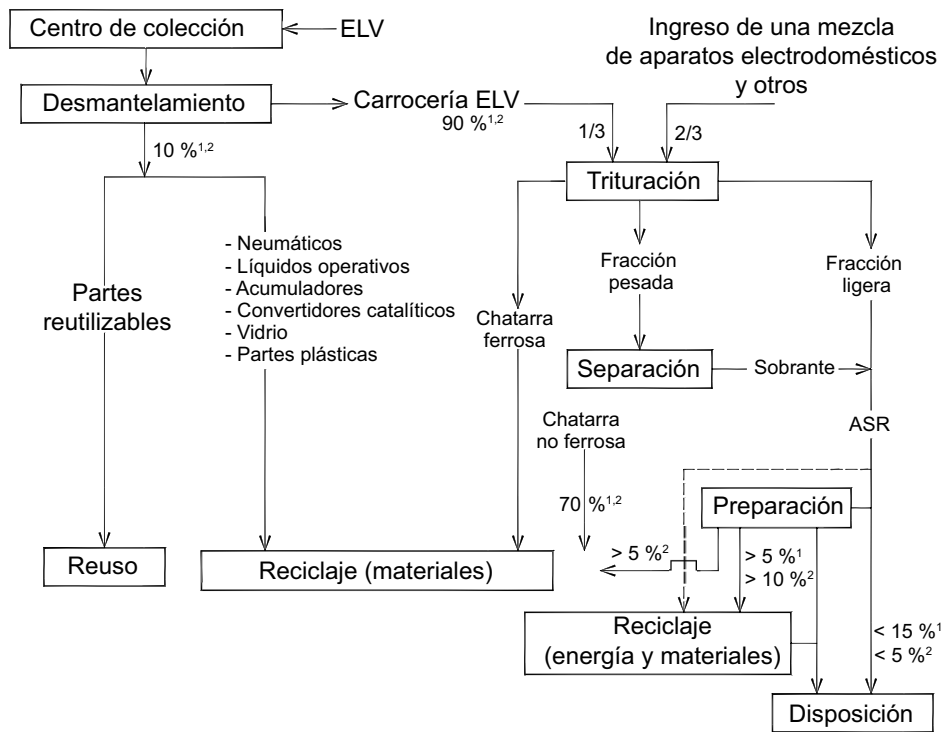 Centro de colección
ELV
Ingreso de una mezcla
de aparatos electrodomésticos
y otros
Desmantelamiento
Carrocería ELV
90 %1,2
1/3
2/3
10 %1,2
Trituración
- Neumáticos
- Líquidos operativos
- Acumuladores
- Convertidores catalíticos
- Vidrio
- Partes plásticas
Partes
reutilizables
Chatarra
ferrosa
Fracción
pesada
Fracción
ligera
Separación
Sobrante
Chatarra
no ferrosa
ASR
70 %1,2
Preparación
Reuso
Reciclaje (materiales)
> 5 %2
> 5 %1
> 10 %2
Reciclaje
(energía y materiales)
< 15 %1
< 5 %2
Disposición